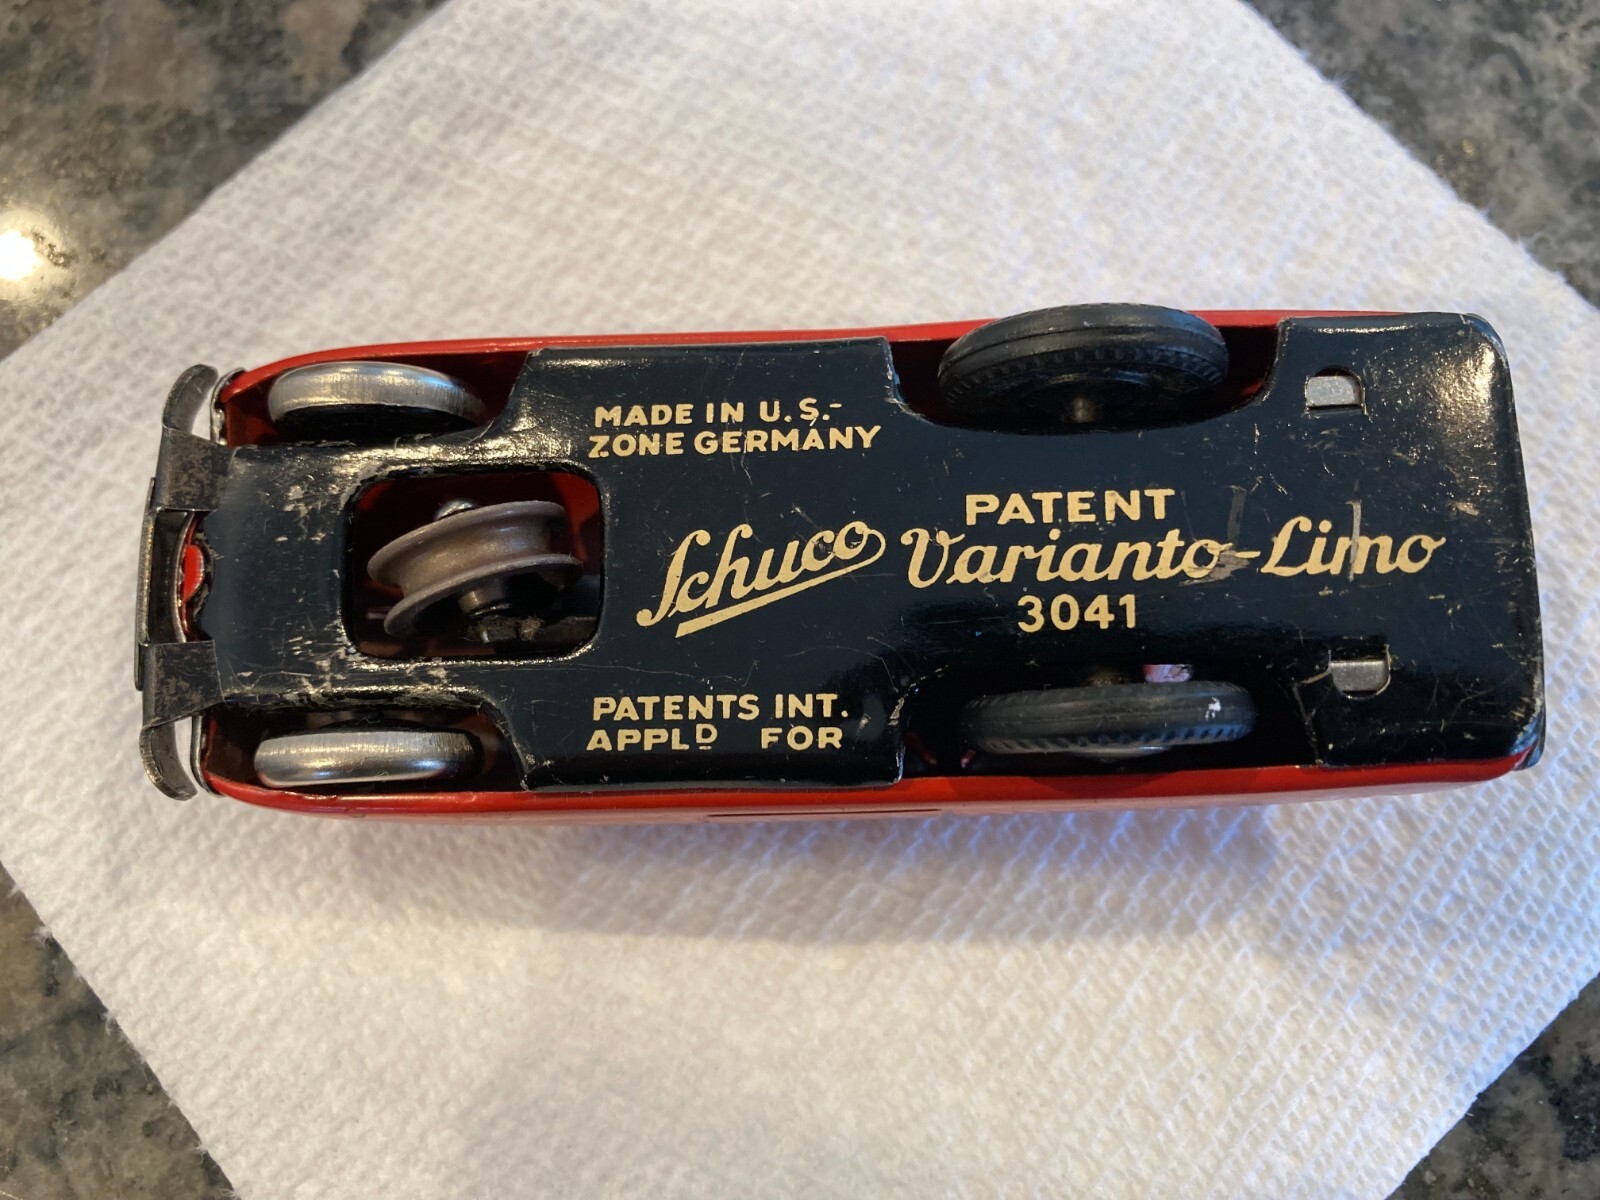 MADE IN U.S.-
ZONE GERMANY
Schuco
PATENT
Varianto-Limo
3041
PATENTS INT.
APPLD FOR